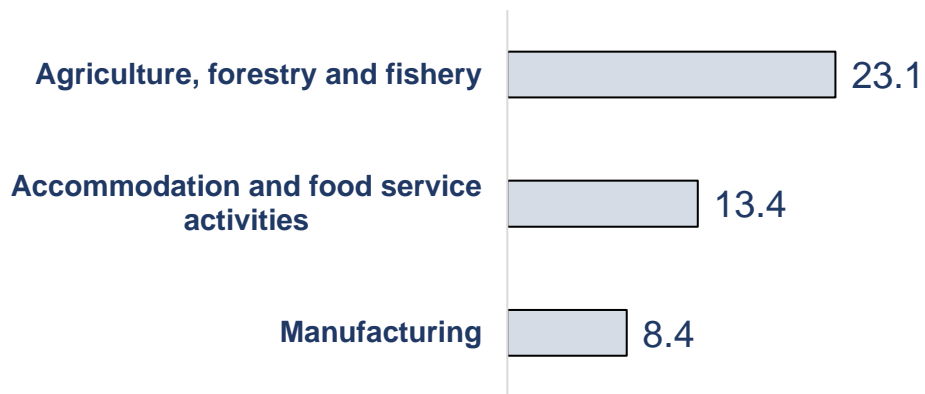 Agriculture, forestry and fishery
23.1
Accommodation and food service
activities
13.4
Manufacturing
8.4